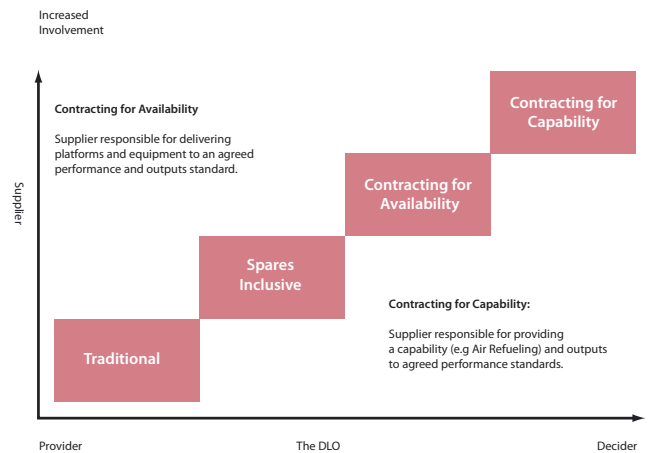 Increased
Involvement
Contracting for Availability
Supplier responsible for delivering
platforms and equipment to an agreed
performance and outputs standard.
Contracting for
Capability
Contracting for
Availability
Spares
Inclusive
Traditional
Contracting for Capability:
Supplier responsible for providing
a capability (e.g Air Refueling) and outputs
to agreed performance standards.
Supplier
Provider
The DLO
Decider